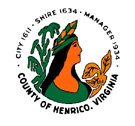 CITY 1611 - SHIRE 1634 - MANAGER 1934
COUNTY OF HENRICO, VIRGINIA